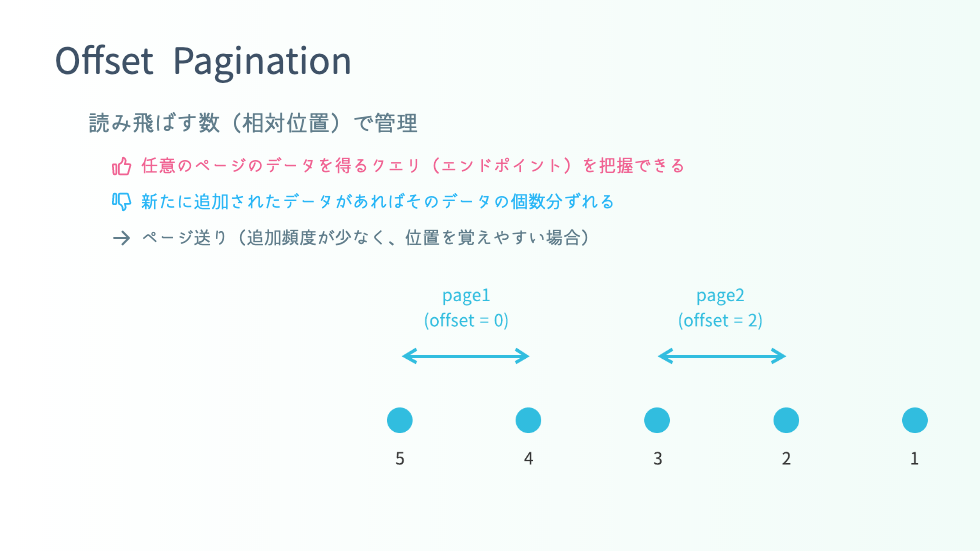 Offset Pagination
読み飛ばす数（相対位置）で管理
任意のページのデータを得るクエリ（エンドポイント）を把握できる
新たに追加されたデータがあればそのデータの個数分ずれる
→ ページ送り（追加頻度が少なく、位置を覚えやすい場合）
page1 page2
(offset = 0) (offset = 2)
5 4 3 2 1